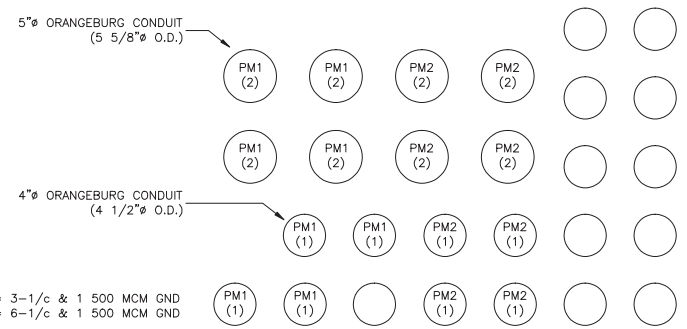 5"ø ORANGEBURG CONDUIT
(5 5/8"ø O.D.)
PM1 PM1 PM2 PM2
(2) (2) (2) (2)
PM1 PM1 PM2 PM2
(2) (2) (2) (2)
4"ø ORANGEBURG CONDUIT
(4 1/2"ø O.D.)
PM1 PM1 PM2 PM2
(1) (1) (1) (1)
= 3-1/c & 1 500 MCM GND
= 6-1/c & 1 500 MCM GND
PM1 PM1 PM2 PM2
(1) (1) (1) (1)